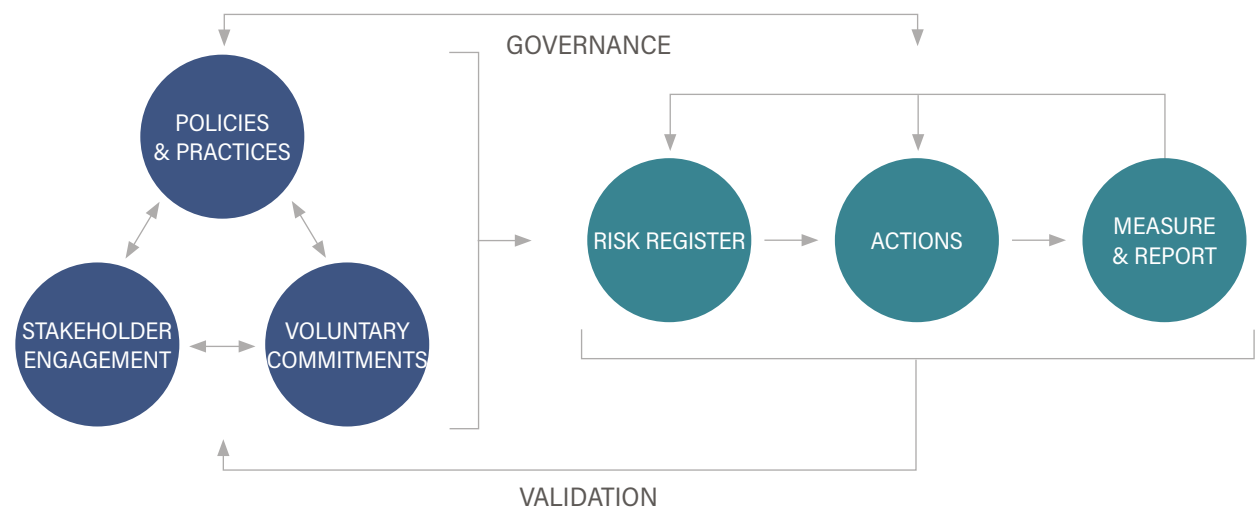 GOVERNANCE
POLICIES
& PRACTICES
STAKEHOLDER
ENGAGEMENT
VOLUNTARY
COMMITMENTS
RISK REGISTER
ACTIONS
MEASURE
& REPORT
VALIDATION